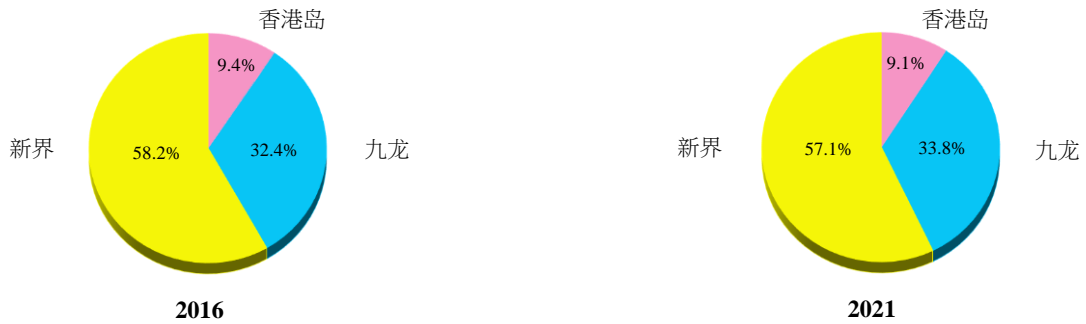 香港岛
9.4%
新界
58.2%
32.4%
九龙
2016
香港岛
9.1%
新界
57.1%
33.8%
九龙
2021